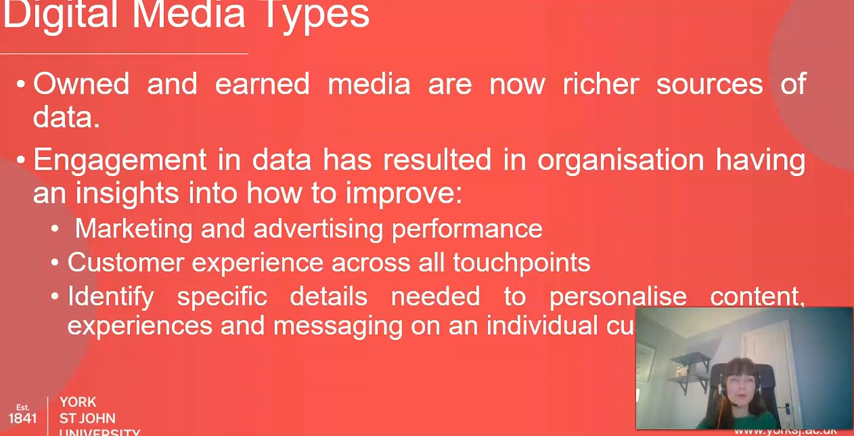 Digital Media Types
• Owned and earned media are now richer sources of
data.
• Engagement in data has resulted in organisation having
an insights into how to improve:
• Marketing and advertising performance
• Customer experience across all touchpoints
• Identify specific details needed to personalise content,
experiences and messaging on an individual
Est.
1841
YORK
ST JOHN
UNIVERSITY
www.yorksj.ac.uk